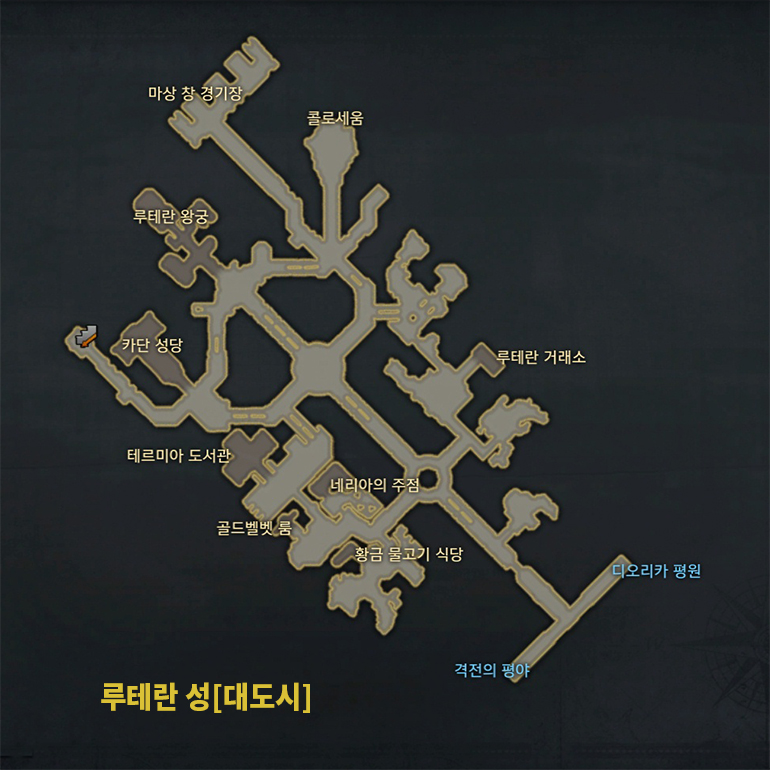 마상 창 경기장
콜로세움
루테란 왕궁
카단 성당
루테란 거래소
테르미아 도서관
네리아의 주점
골드벨벳 룸
황금 물고기 식당
디오리카 평원
격전의 평야
루테란 성[대도시]